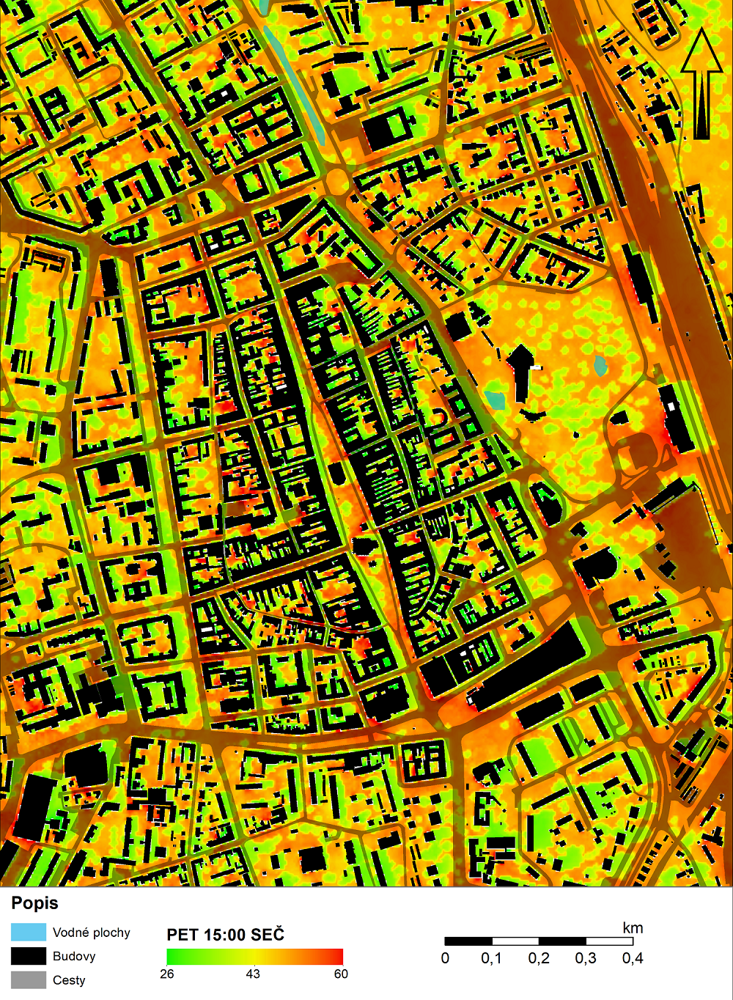 Popis
Vodné plochy
Budovy
Cesty
PET 15:00 SEČ
26 43 60
km
0 0,1 0,2 0,3 0,4